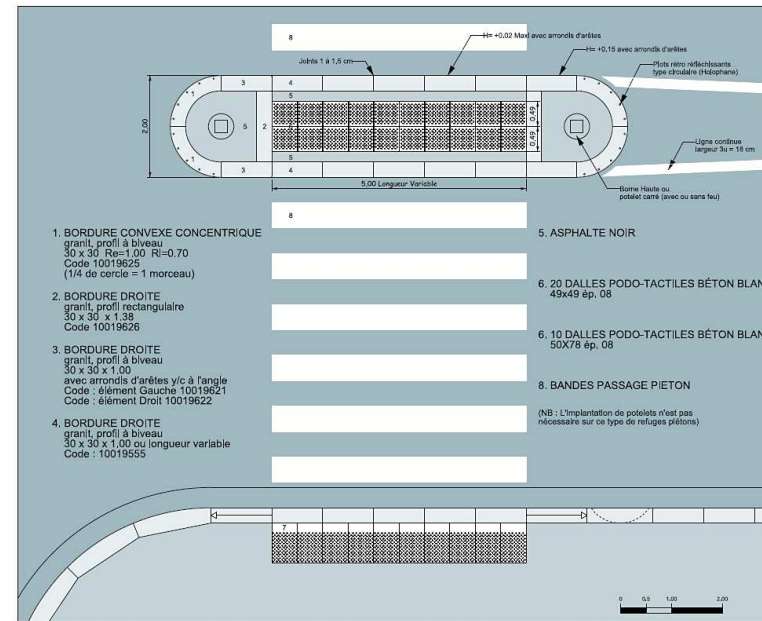 8
H= +0.02 Maxi avec arrondis d'arêtes
H= +0,15 avec arrondis d'arêtes
Joints 1 à 1,5 cm
Plots rétro réfléchissants
type circulaire (Holophane)
3
4
1
5
2,00
5
2
0.49
0.49
5
1
3
4
Ligne continue
largeur 3u = 18 cm
5,00 Longueur Variable
Borne Haute ou
potelet carré (avec ou sans feu)
8
1. BORDURE CONVEXE CONCENTRIQUE
granit, profil à biveau
30 x 30 Re=1.00 Ri=0.70
Code 10019625
(1/4 de cercle = 1 morceau)
2. BORDURE DROITE
granit, profil rectangulaire
30 x 30 x 1.38
Code 10019626
3. BORDURE DROITE
granit, profil à biveau
30 x 30 x 1.00
avec arrondis d'arêtes y/c à l'angle
Code : élément Gauche 10019621
Code : élément Droit 10019622
4. BORDURE DROITE
granit, profil à biveau
30 x 30 x 1,00 ou longueur variable
Code : 10019555
5. ASPHALTE NOIR
6. 20 DALLES PODO-TACTILES BÉTON BLAN
49x49 ép. 08
6. 10 DALLES PODO-TACTILES BÉTON BLAN
50X78 ép. 08
8. BANDES PASSAGE PIETON
(NB : L'implantation de potelets n'est pas
nécessaire sur ce type de refuges piétons)
7
0 0,5 1,00 2,00